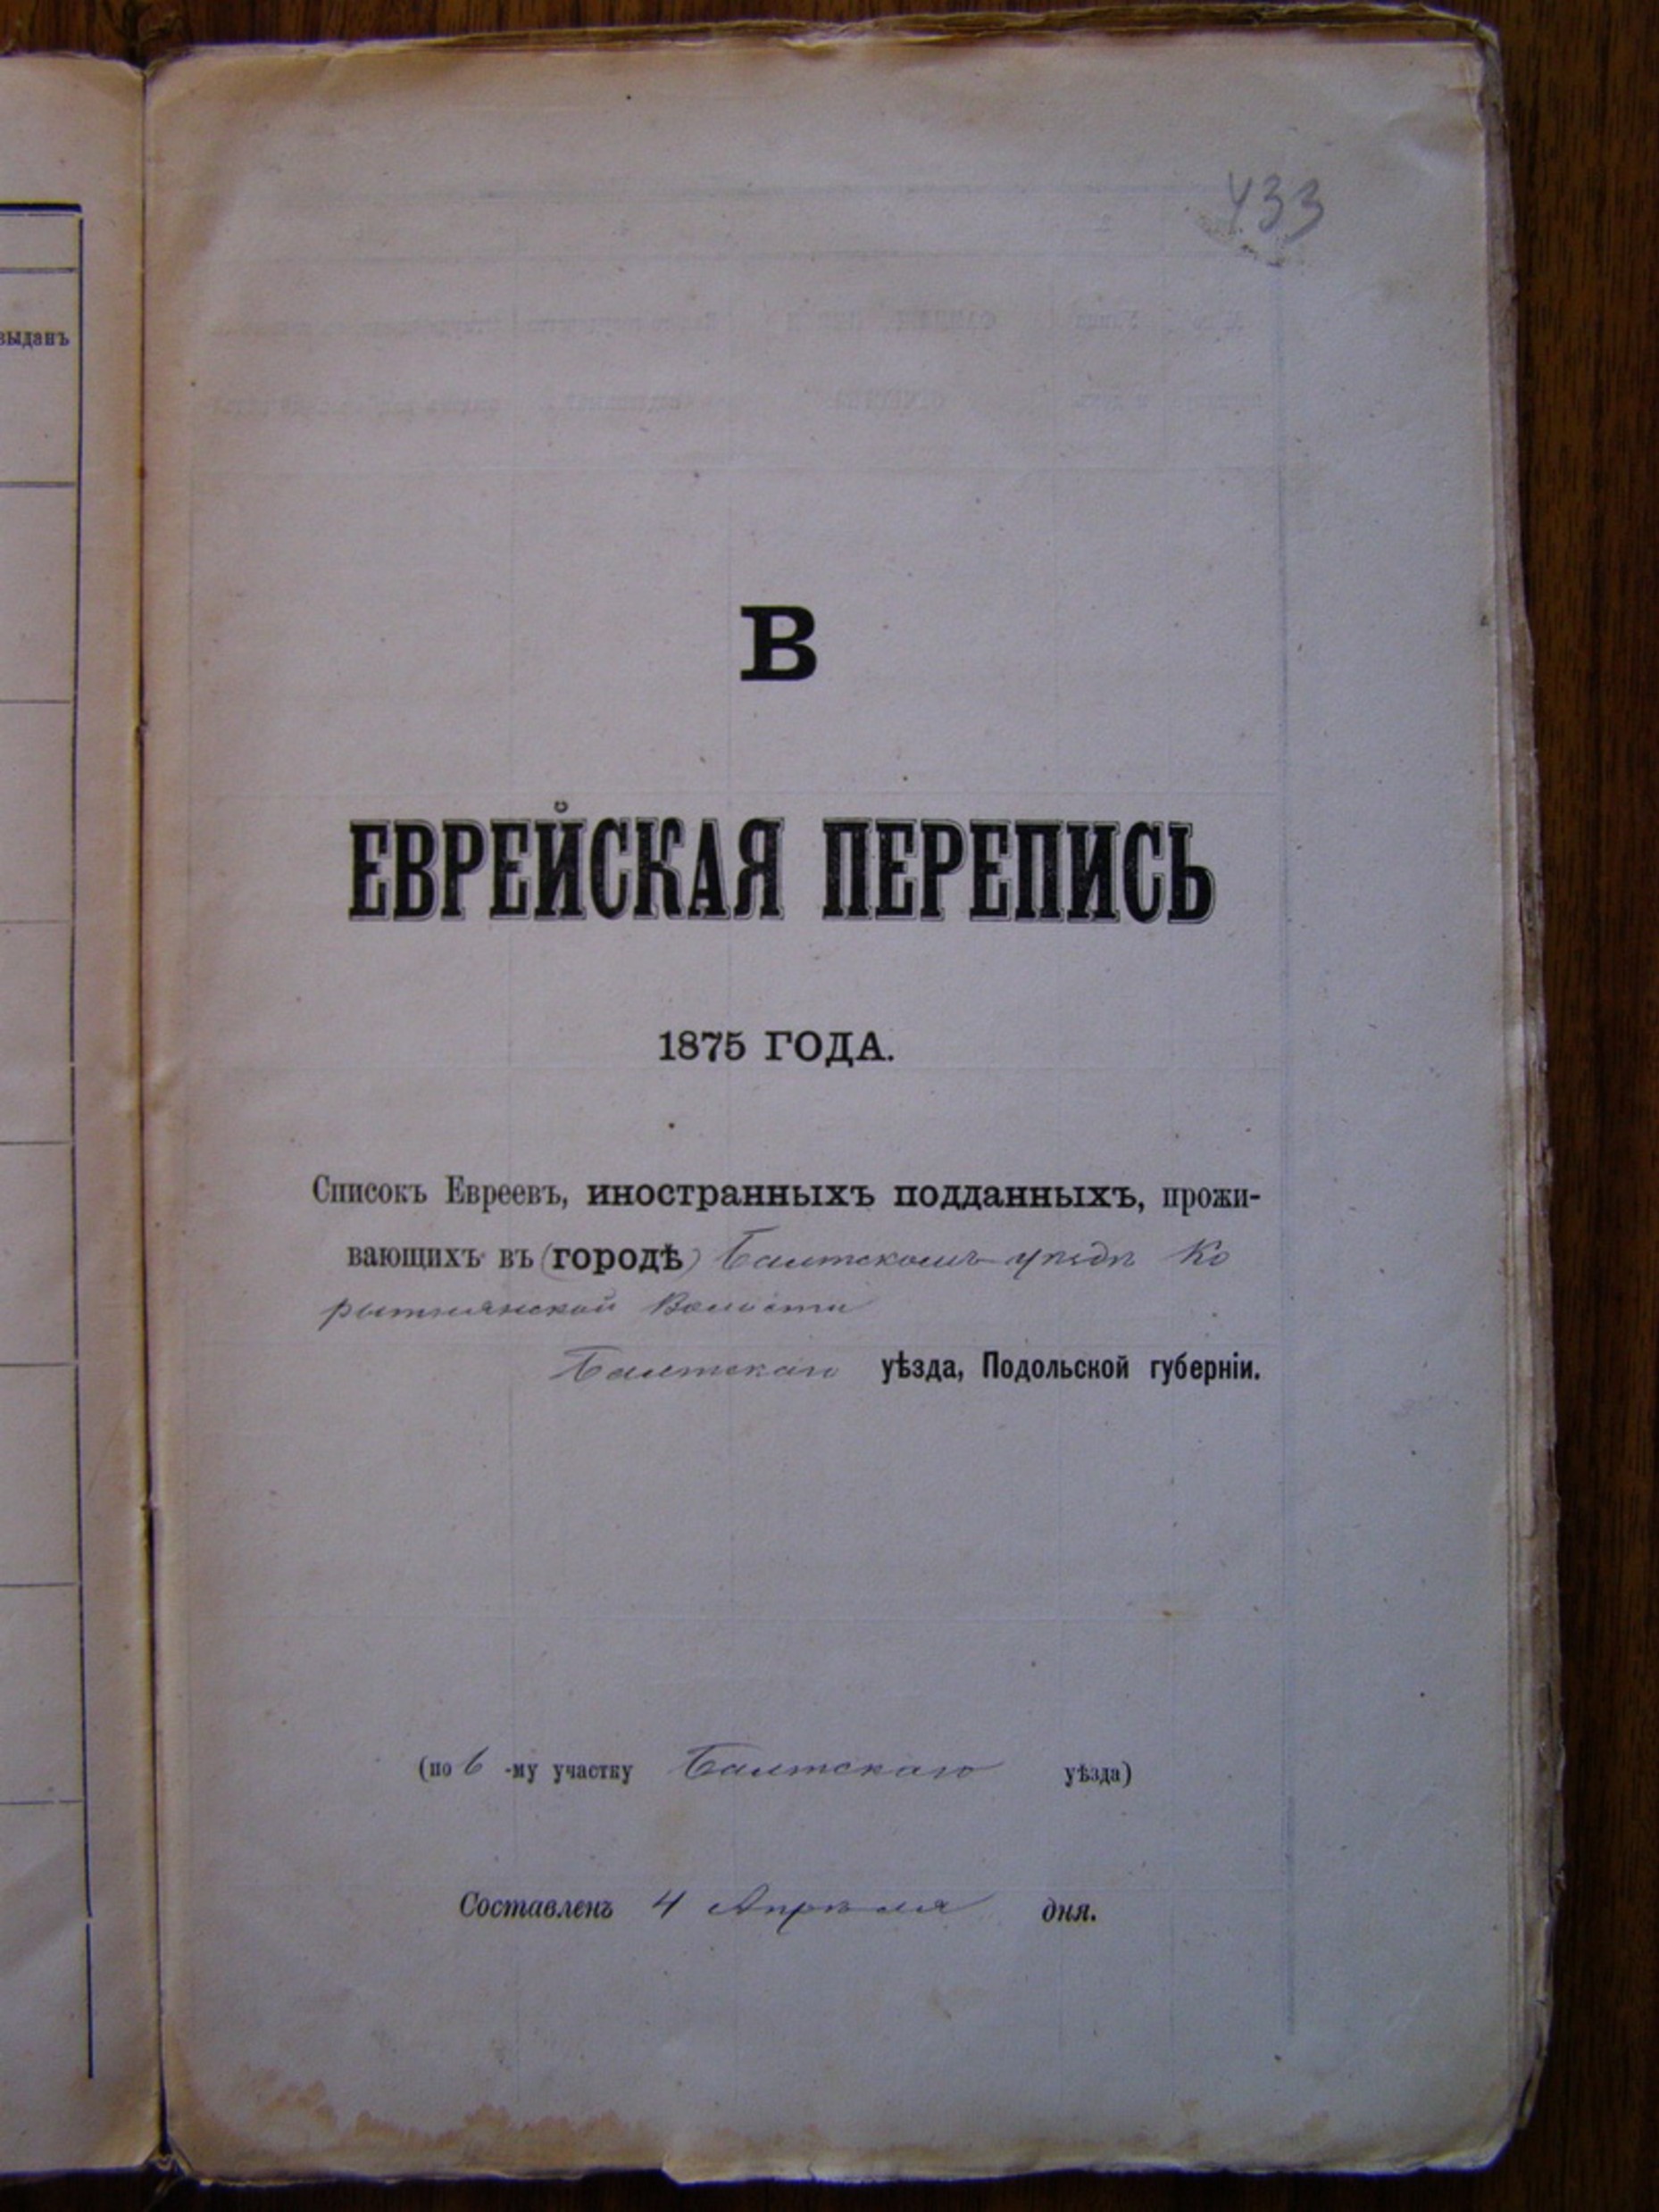 выданъ
433
В
ЕВРЕЙСКАЯ ПЕРЕПИСЬ
1875 ГОДА.
Списокъ Евреевъ, иностранныхъ подданныхъ, прожи-
вающихъ въ (городѣ) Балтскомъ уѣздѣ Ко
рытнянской Волости
Балтскаго уѣзда, Подольской губерніи.
(по 6 -му участку Балтскаго уѣзда)
Составленъ 4 Апрѣля дня.